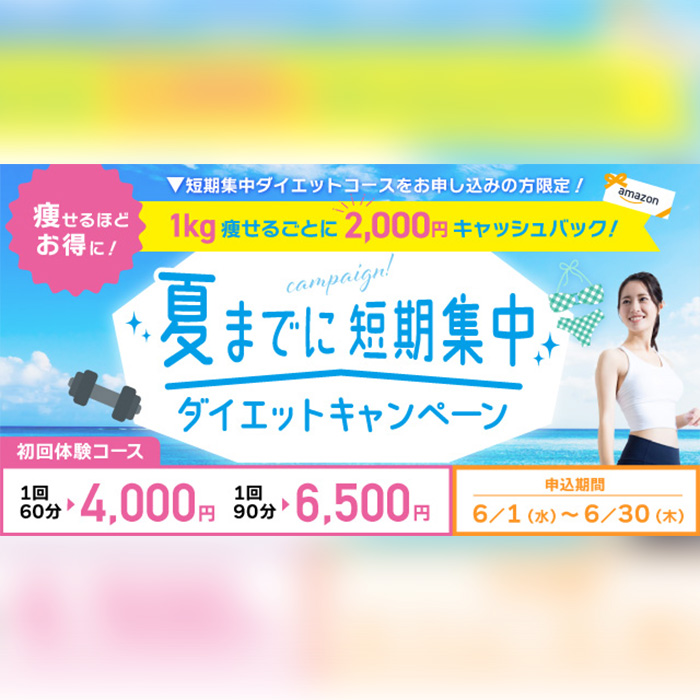 ▼短期集中ダイエットコースをお申し込みの方限定！
amazon
痩せるほど
お得に！
1kg痩せるごとに2,000円キャッシュバック！
campaign!
夏までに短期集中
ダイエットキャンペーン
初回体験コース
1回
60分
4,000円
1回
90分
6,500円
申込期間
6／1（水）～6／30（木）